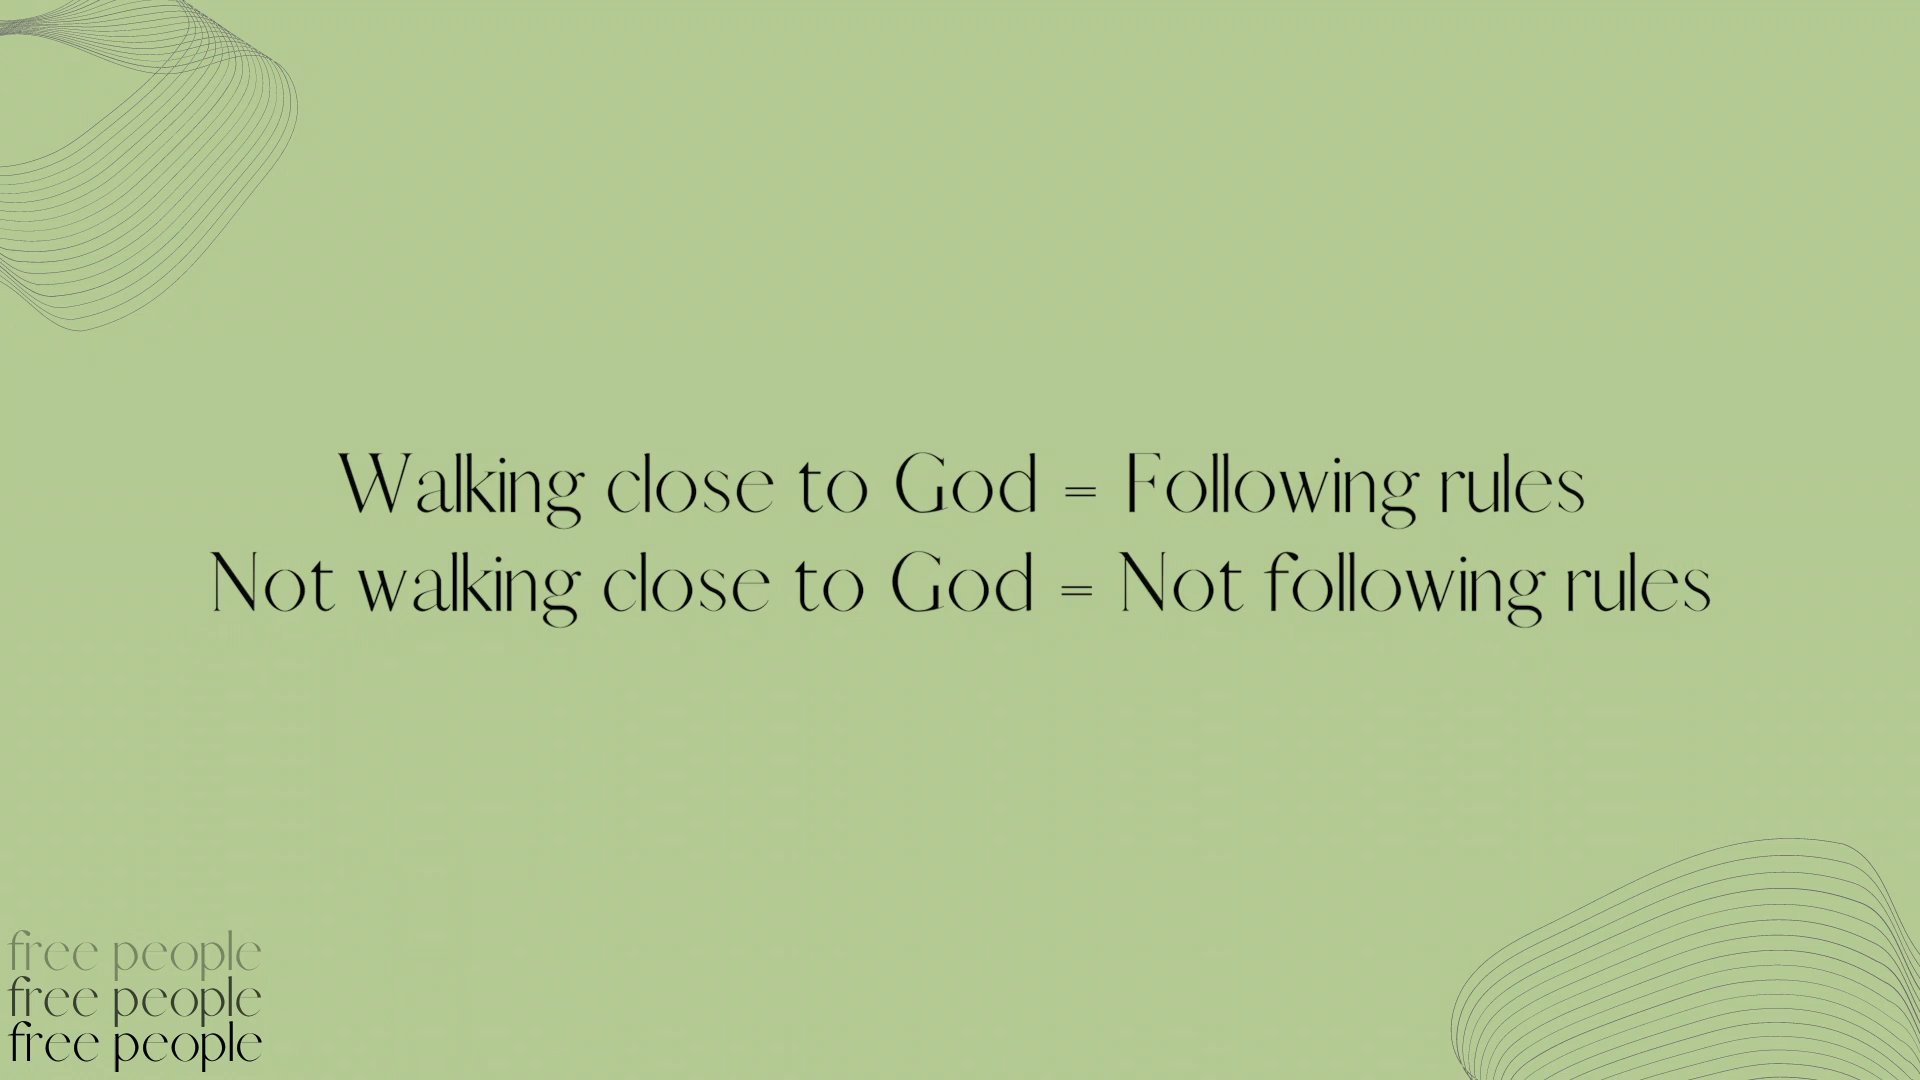 Walking close to God = Following rules
Not walking close to God = Not following rules
free people
free people
free people